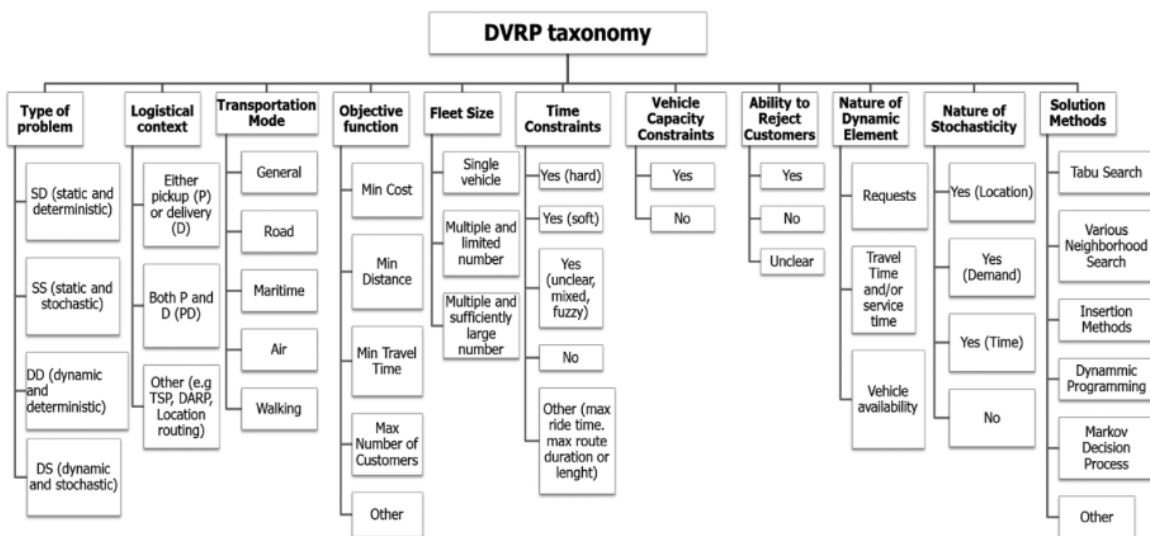 DVRP taxonomy
Type of
problem
SD (static and
deterministic)
SS (static and
stochastic)
DD (dynamic
and
deterministic)
DS (dynamic
and stochastic)
Logistical
context
Either
pickup (P)
or delivery
(D)
Both P and
D (PD)
Other (e.g
TSP, DARP,
Location
routing)
Transportation
Mode
General
Road
Maritime
Air
Walking
Objective
function
Min Cost
Min
Distance
Min Travel
Time
Max
Number of
Customers
Other
Fleet Size
Single
vehicle
Multiple
and limited
number
Multiple and
sufficiently
large
number
Time
Constraints
Yes (hard)
Yes (soft)
Yes
(unclear,
mixed,
fuzzy)
No
Other (max
ride time.
max route
duration or
lenght)
Vehicle
Capacity
Constraints
Yes
No
Ability to
Reject
Customers
Yes
No
Unclear
Nature of
Dynamic
Element
Requests
Travel
Time
and/or
service
time
Vehicle
availability
Nature of
Stochasticity
Yes (Location)
Yes
(Demand)
Yes (Time)
No
Solution
Methods
Tabu Search
Various
Neighborhood
Search
Insertion
Methods
Dynammic
Programming
Markov
Decision
Process
Other